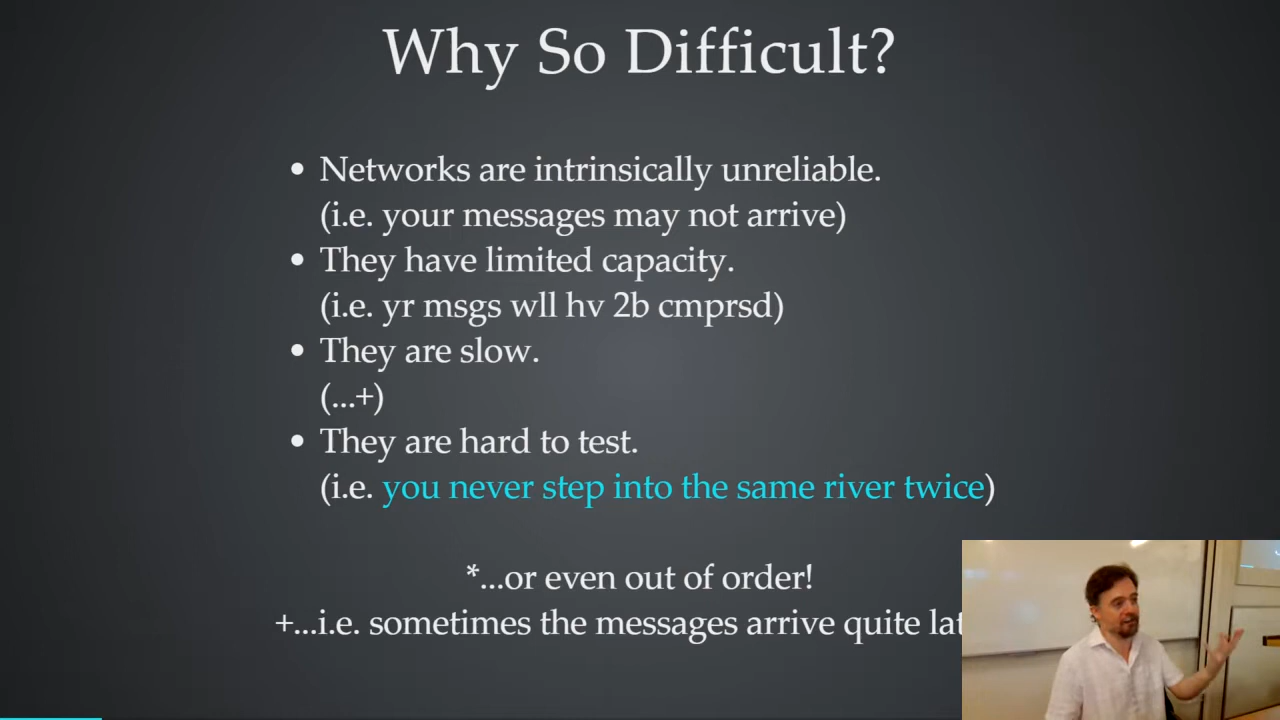 Why So Difficult?
• Networks are intrinsically unreliable.
(i.e. your messages may not arrive)
• They have limited capacity.
(i.e. yr msgs wll hv 2b cmprsd)
• They are slow.
(...+)
• They are hard to test.
(i.e. you never step into the same river twice)
*...or even out of order!
+...i.e. sometimes the messages arrive quite